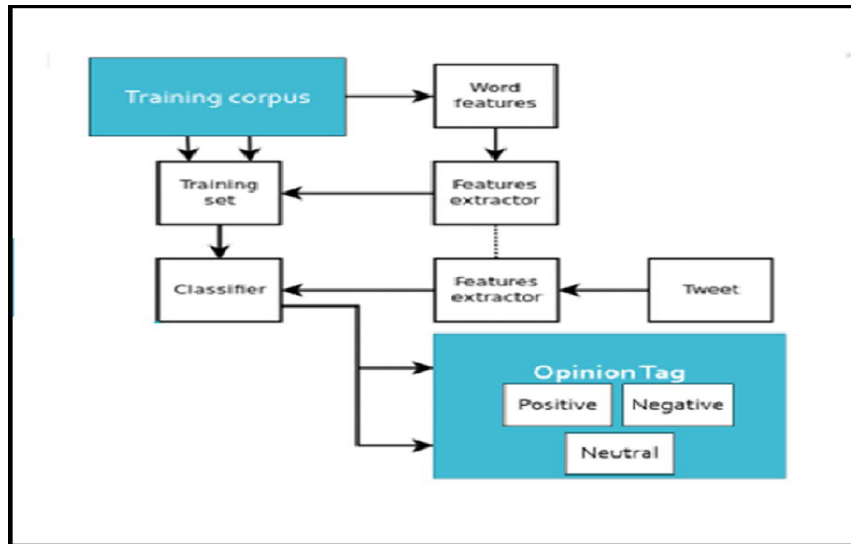 Training corpus
Word
features
Training
set
Features
extractor
Classifier
Features
extractor
Tweet
Opinion Tag
Positive
Negative
Neutral